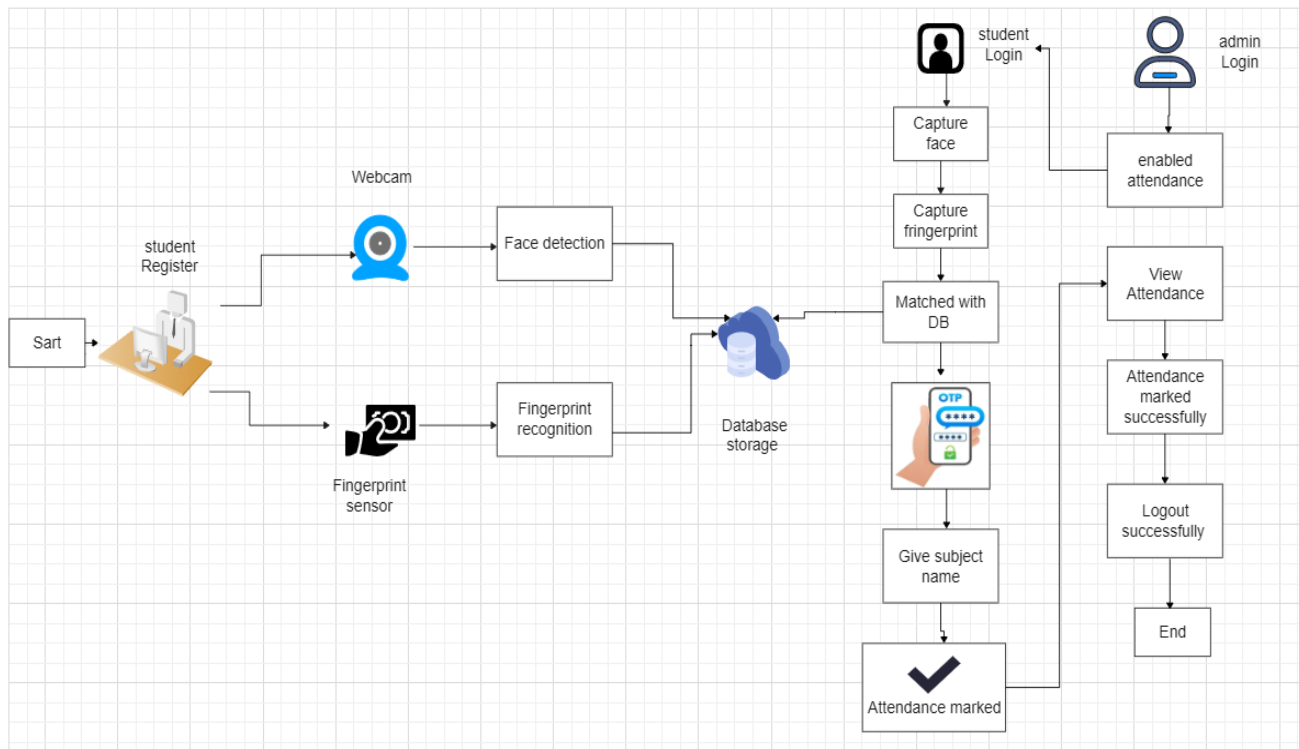 student
Login
admin
Login
Capture
face
enabled
attendance
Webcam
Capture
fringerprint
student
Register
Face detection
View
Attendance
Matched with
DB
Sart
Attendance
marked
successfully
OTP
****
****
Fingerprint
recognition
Database
storage
Fingerprint
sensor
Logout
successfully
Give subject
name
End
Attendance marked